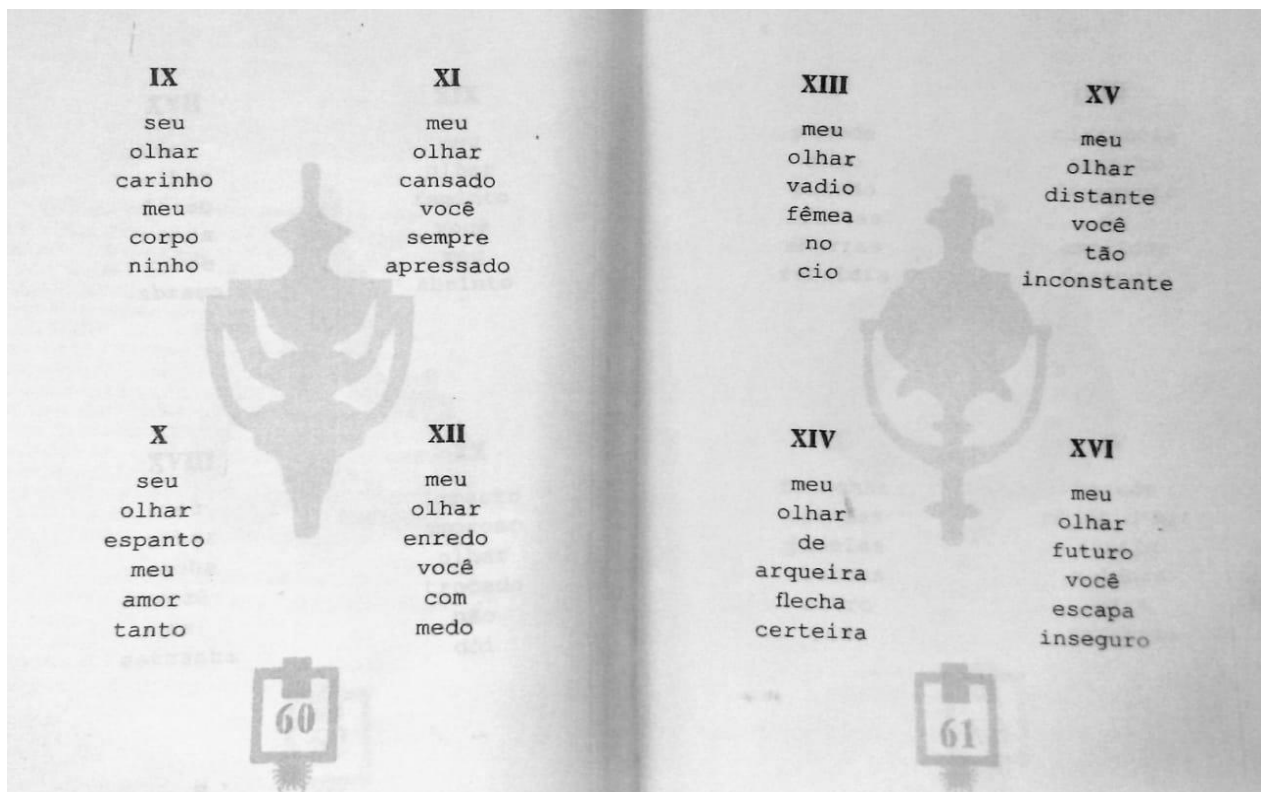 IX
seu
olhar
carinho
meu
corpo
ninho
X
seu
olhar
espanto
meu
amor
tanto
XI
meu
olhar
cansado
você
sempre
apressado
XII
meu
olhar
enredo
você
com
medo
60
XIII
meu
olhar
vadio
fêmea
no
cio
XIV
meu
olhar
de
arqueira
flecha
certeira
XV
meu
olhar
distante
você
tão
inconstante
XVI
meu
olhar
futuro
você
escapa
inseguro
61